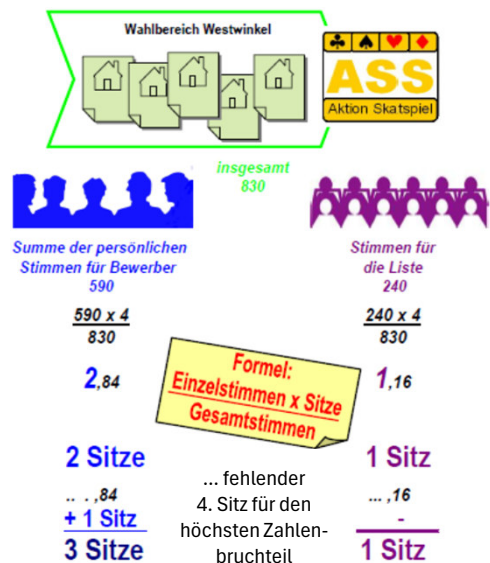 Wahlbereich Westwinkel
ASS
Aktion Skatspiel
insgesamt
830
Summe der persönlichen
Stimmen für Bewerber
590
590 x 4
830
2,84
2 Sitze
.. . ,84
+ 1 Sitz
3 Sitze
Formel:
Einzelstimmen x Sitze
Gesamtstimmen
... fehlender
4. Sitz für den
höchsten Zahlen-
bruchteil
Stimmen für
die Liste
240
240 x 4
830
1,16
1 Sitz
... ,16
-
1 Sitz